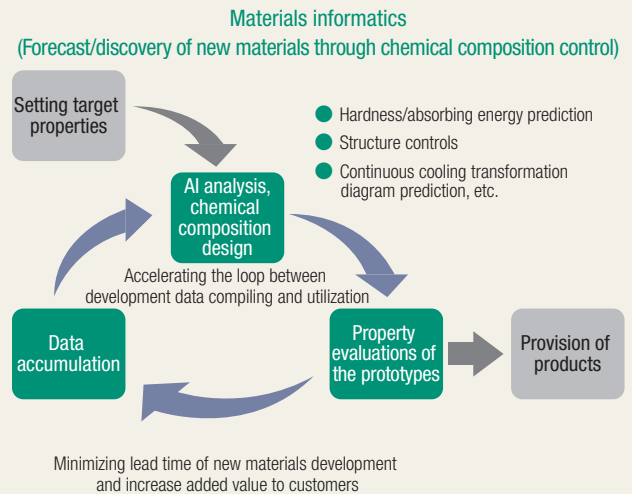 Materials informatics
(Forecast/discovery of new materials through chemical composition control)
Setting target
properties
Hardness/absorbing energy prediction
Structure controls
Continuous cooling transformation
diagram prediction, etc.
AI analysis,
chemical
composition
design
Accelerating the loop between
development data compiling and utilization
Data
accumulation
Property
evaluations of
the prototypes
Provision of
products
Minimizing lead time of new materials development
and increase added value to customers